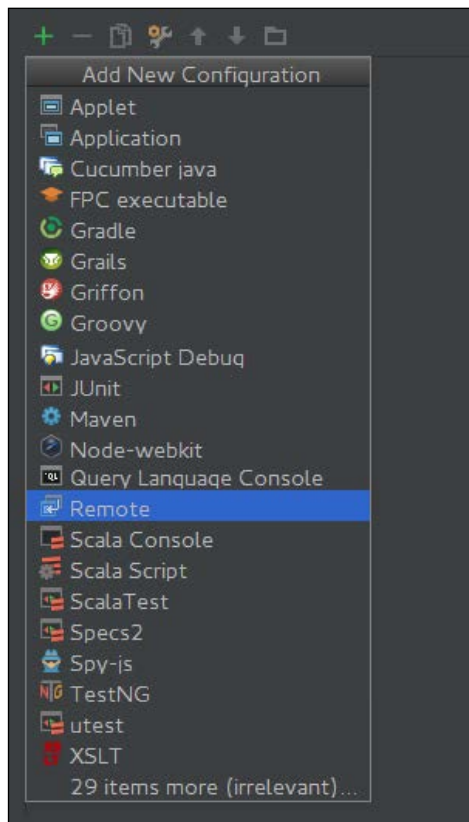 Add New Configuration
Applet
Application
Cucumber java
FPC executable
Gradle
Grails
Griffon
Groovy
JavaScript Debug
JUnit
Maven
Node-webkit
Query Language Console
Remote
Scala Console
Scala Script
ScalaTest
Specs2
Spy-js
TestNG
utest
XSLT
29 items more (irrelevant)...